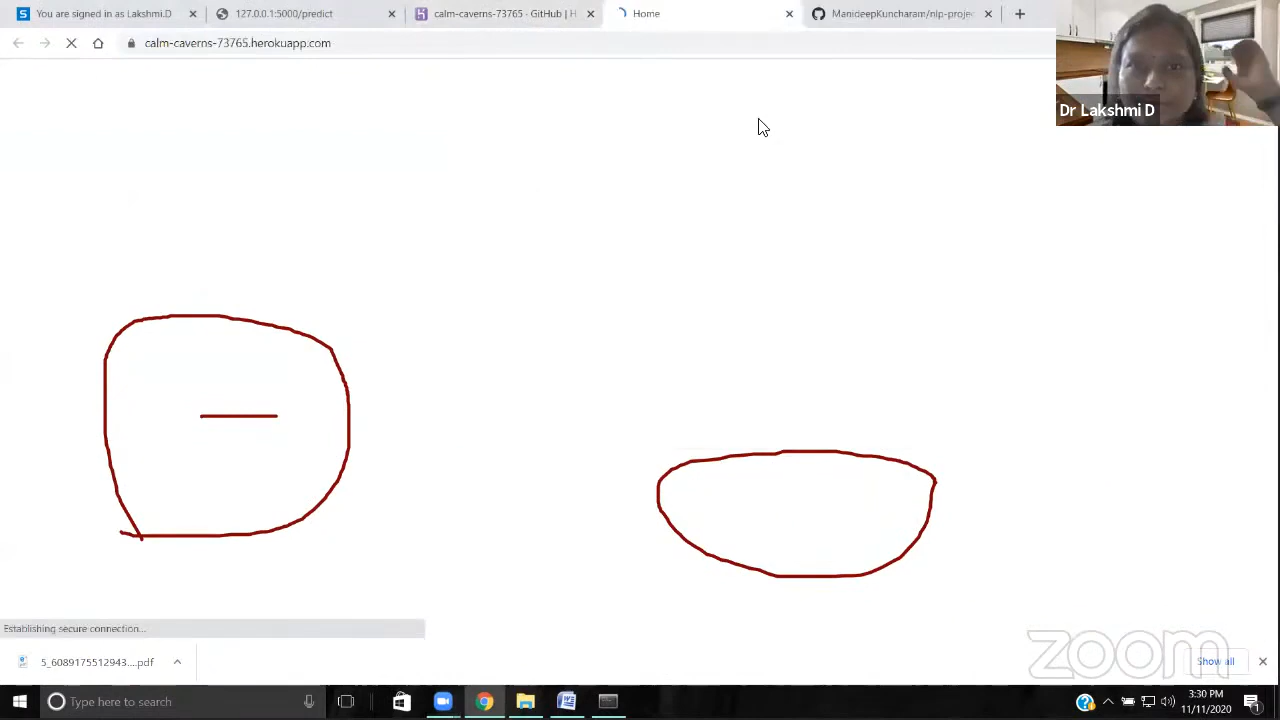 You are signed in as Lakshmi.D
127.0.0.1:5000/predict
calm-caverns-73765 - GitHub | H
Home
ManideepKuncharam/nlp-projec
calm-caverns-73765.herokuapp.com
Dr Lakshmi D
Establishing secure connection...
5_6089175512943....pdf
zoom
Show all
Type here to search
3:30 PM
11/11/2020